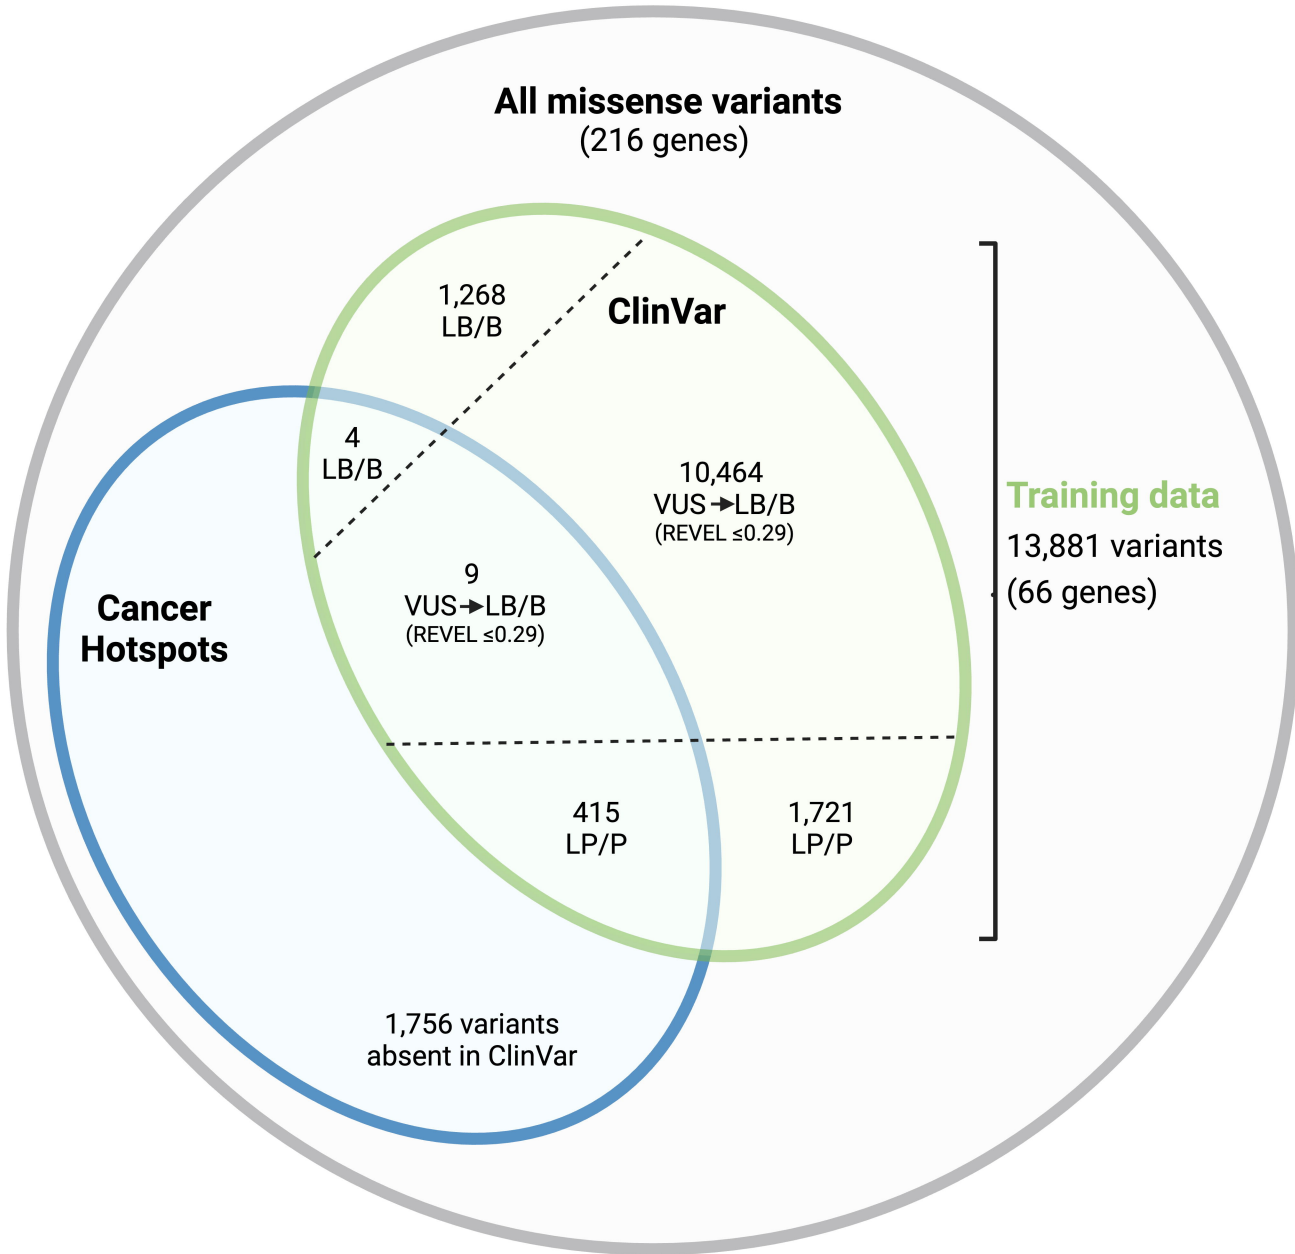 All missense variants
(216 genes)
1,268
LB/B
ClinVar
4
LB/B
10,464
VUS→LB/B
(REVEL ≤0.29)
Training data
13,881 variants
(66 genes)
9
VUS→LB/B
(REVEL ≤0.29)
Cancer
Hotspots
415
LP/P
1,721
LP/P
1,756 variants
absent in ClinVar